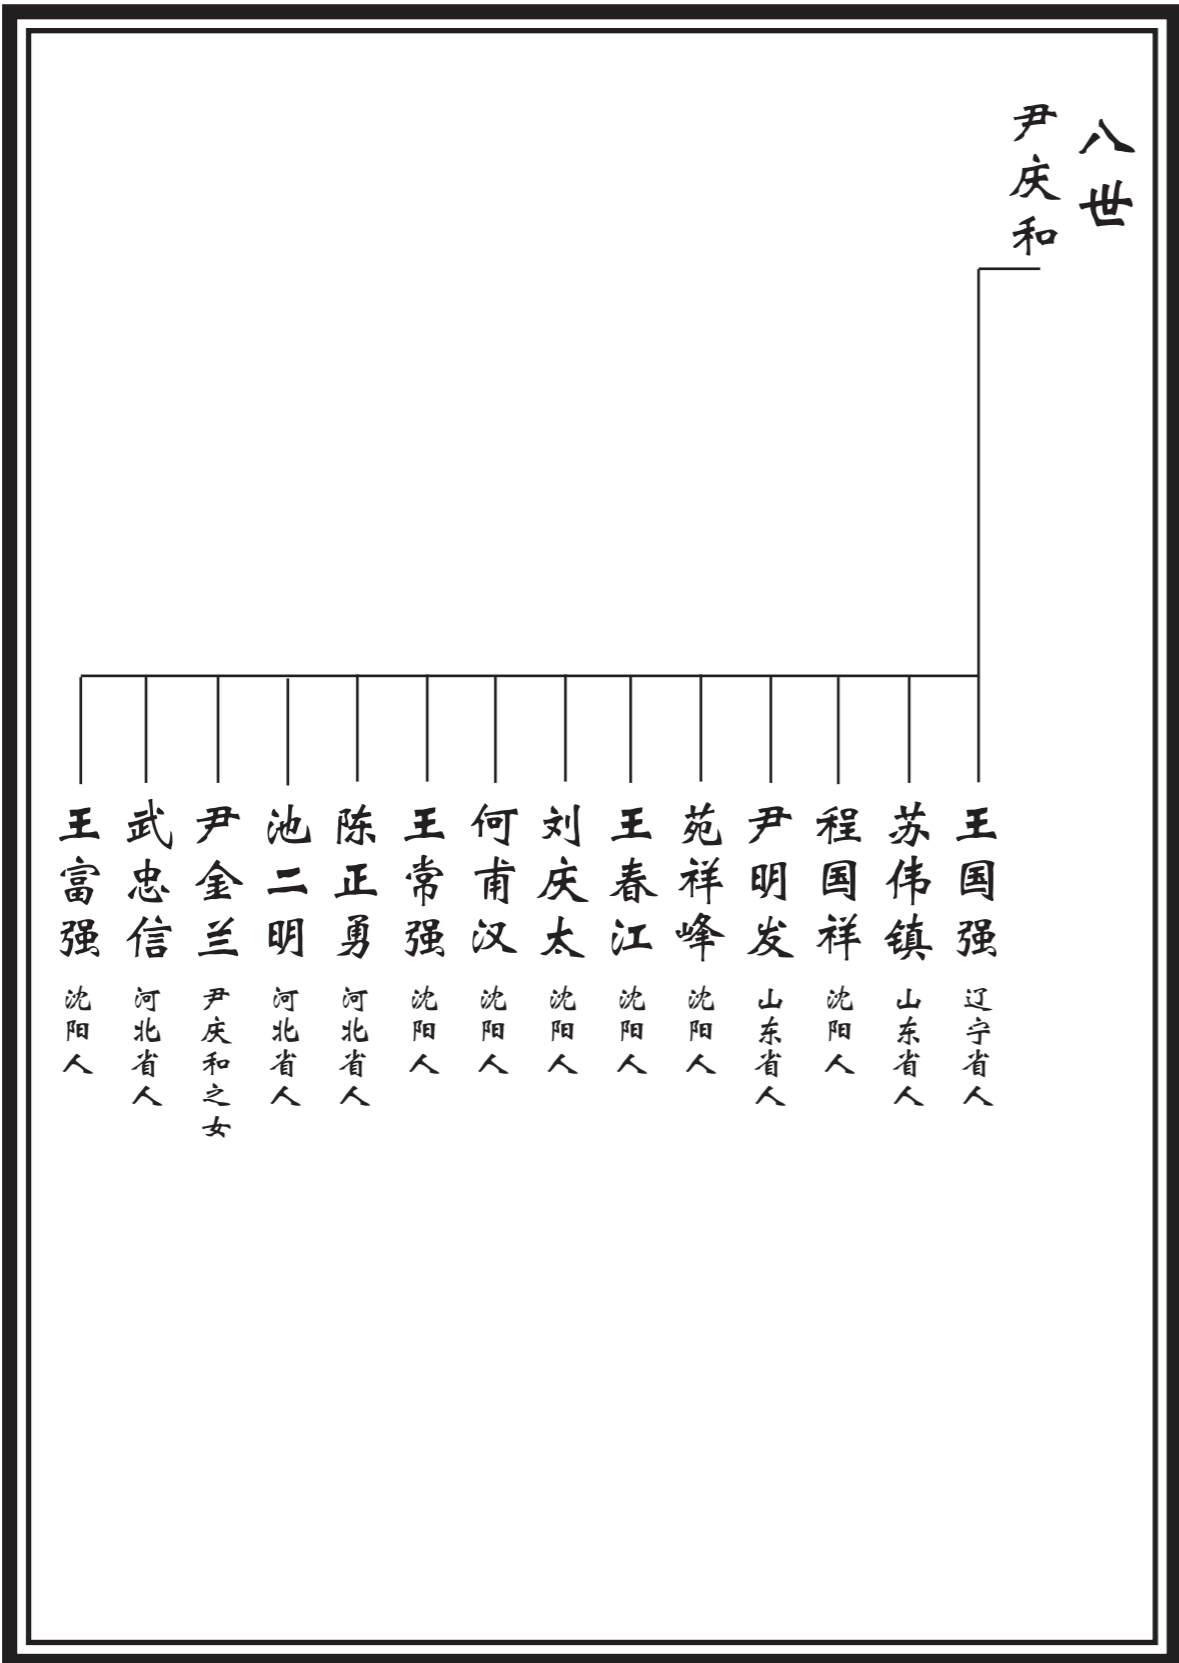 八世
尹庆和
王国强
辽宁省人
苏伟镇
山东省人
程国祥
沈阳人
尹明发
山东省人
苑祥峰
沈阳人
王春江
沈阳人
刘庆太
沈阳人
何甫汉
沈阳人
王常强
沈阳人
陈正勇
河北省人
池二明
河北省人
尹金兰
尹庆和之女
武忠信
河北省人
王富强
沈阳人